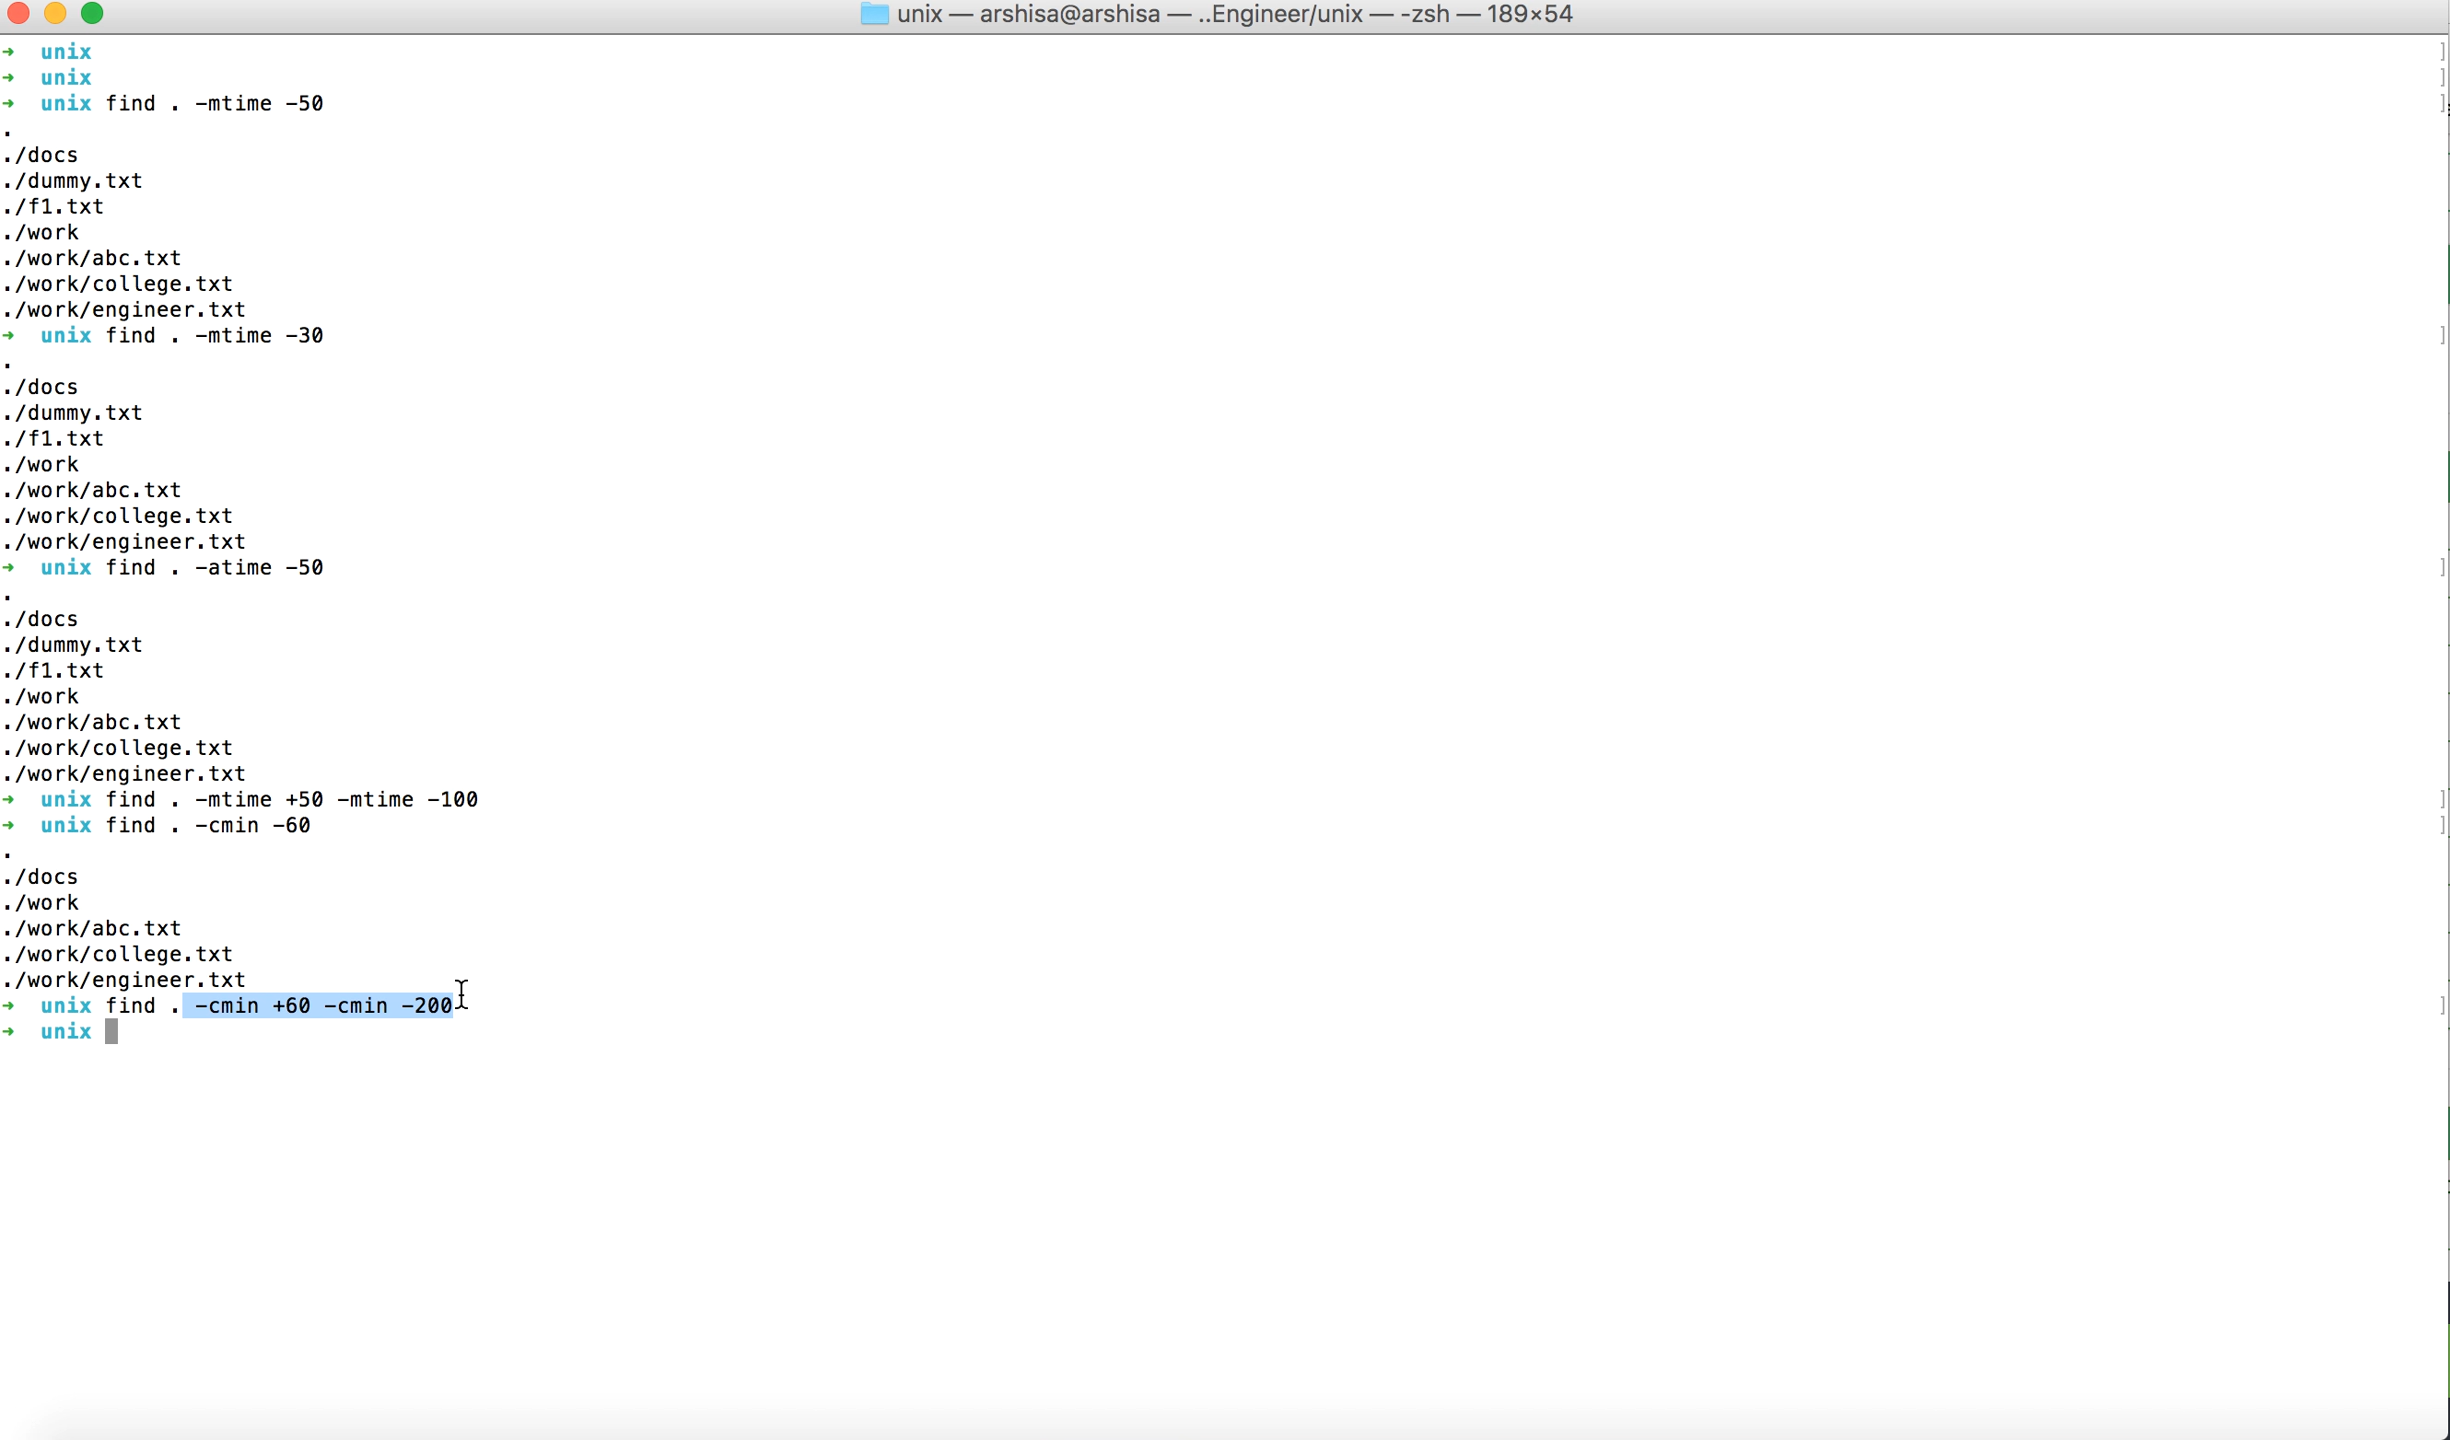 unix — arshisa@arshisa — ..Engineer/unix — -zsh — 189×54
➜ unix
➜ unix
➜ unix find . -mtime -50
.
./docs
./dummy.txt
./f1.txt
./work
./work/abc.txt
./work/college.txt
./work/engineer.txt
➜ unix find . -mtime -30
.
./docs
./dummy.txt
./f1.txt
./work
./work/abc.txt
./work/college.txt
./work/engineer.txt
➜ unix find . -atime -50
.
./docs
./dummy.txt
./f1.txt
./work
./work/abc.txt
./work/college.txt
./work/engineer.txt
➜ unix find . -mtime +50 -mtime -100
➜ unix find . -cmin -60
.
./docs
./work
./work/abc.txt
./work/college.txt
./work/engineer.txt
➜ unix find . -cmin +60 -cmin -200
➜ unix